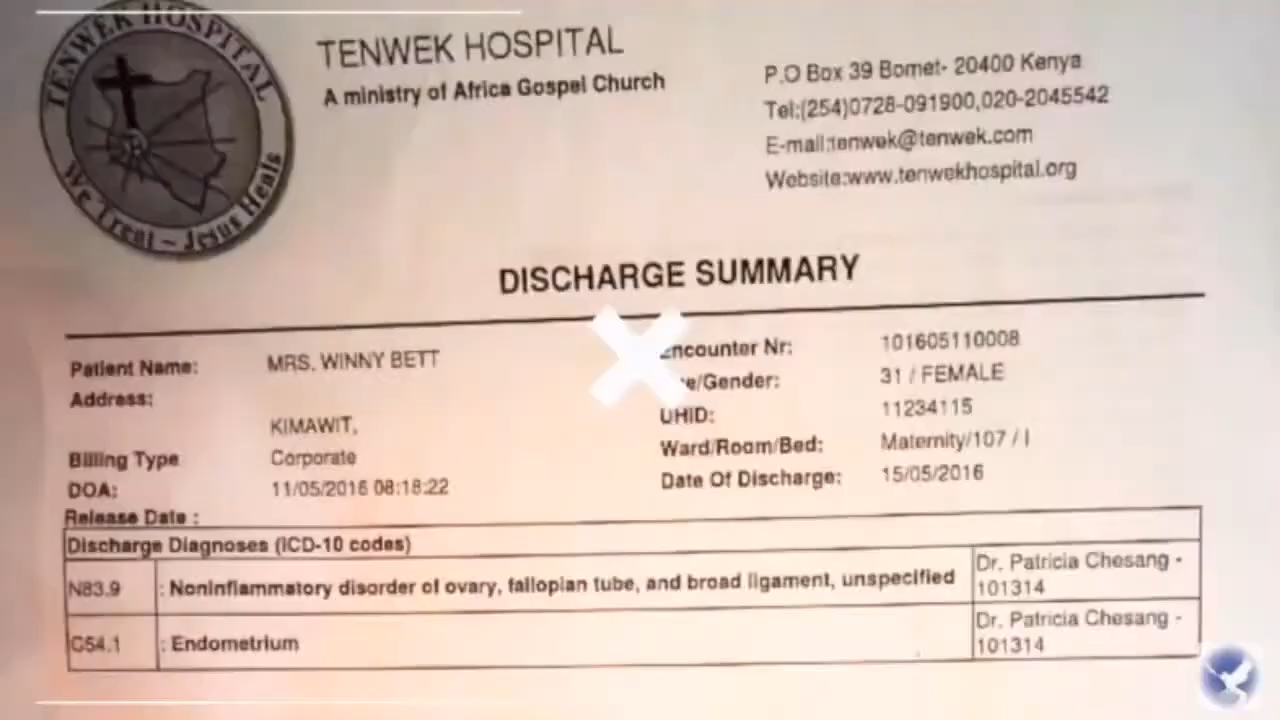 TENWEK HOSPITAL
We Treat - Jesus Heals
TENWEK HOSPITAL
A ministry of Africa Gospel Church
P.O Box 39 Bomet- 20400 Kenya
Tel:(254)0728-091900,020-2045542
E-mail:tenwek@tenwek.com
Website:www.tenwekhospital.org
DISCHARGE SUMMARY
Patient Name: MRS. WINNY BETT
Address:
KIMAWIT,
Billing Type Corporate
DOA: 11/05/2016 08:18:22
Release Date :
Nr: 101605110008
31 / FEMALE
UHID: 11234115
Ward/Room/Bed: Maternity/107 / I
Date Of Discharge: 15/05/2016
Discharge Diagnoses (ICD-10 codes)
N83.9 : Noninflammatory disorder of ovary, fallopian tube, and broad ligament, unspecified Dr. Patricia Chesang -
101314
C54.1 : Endometrium Dr. Patricia Chesang -
101314